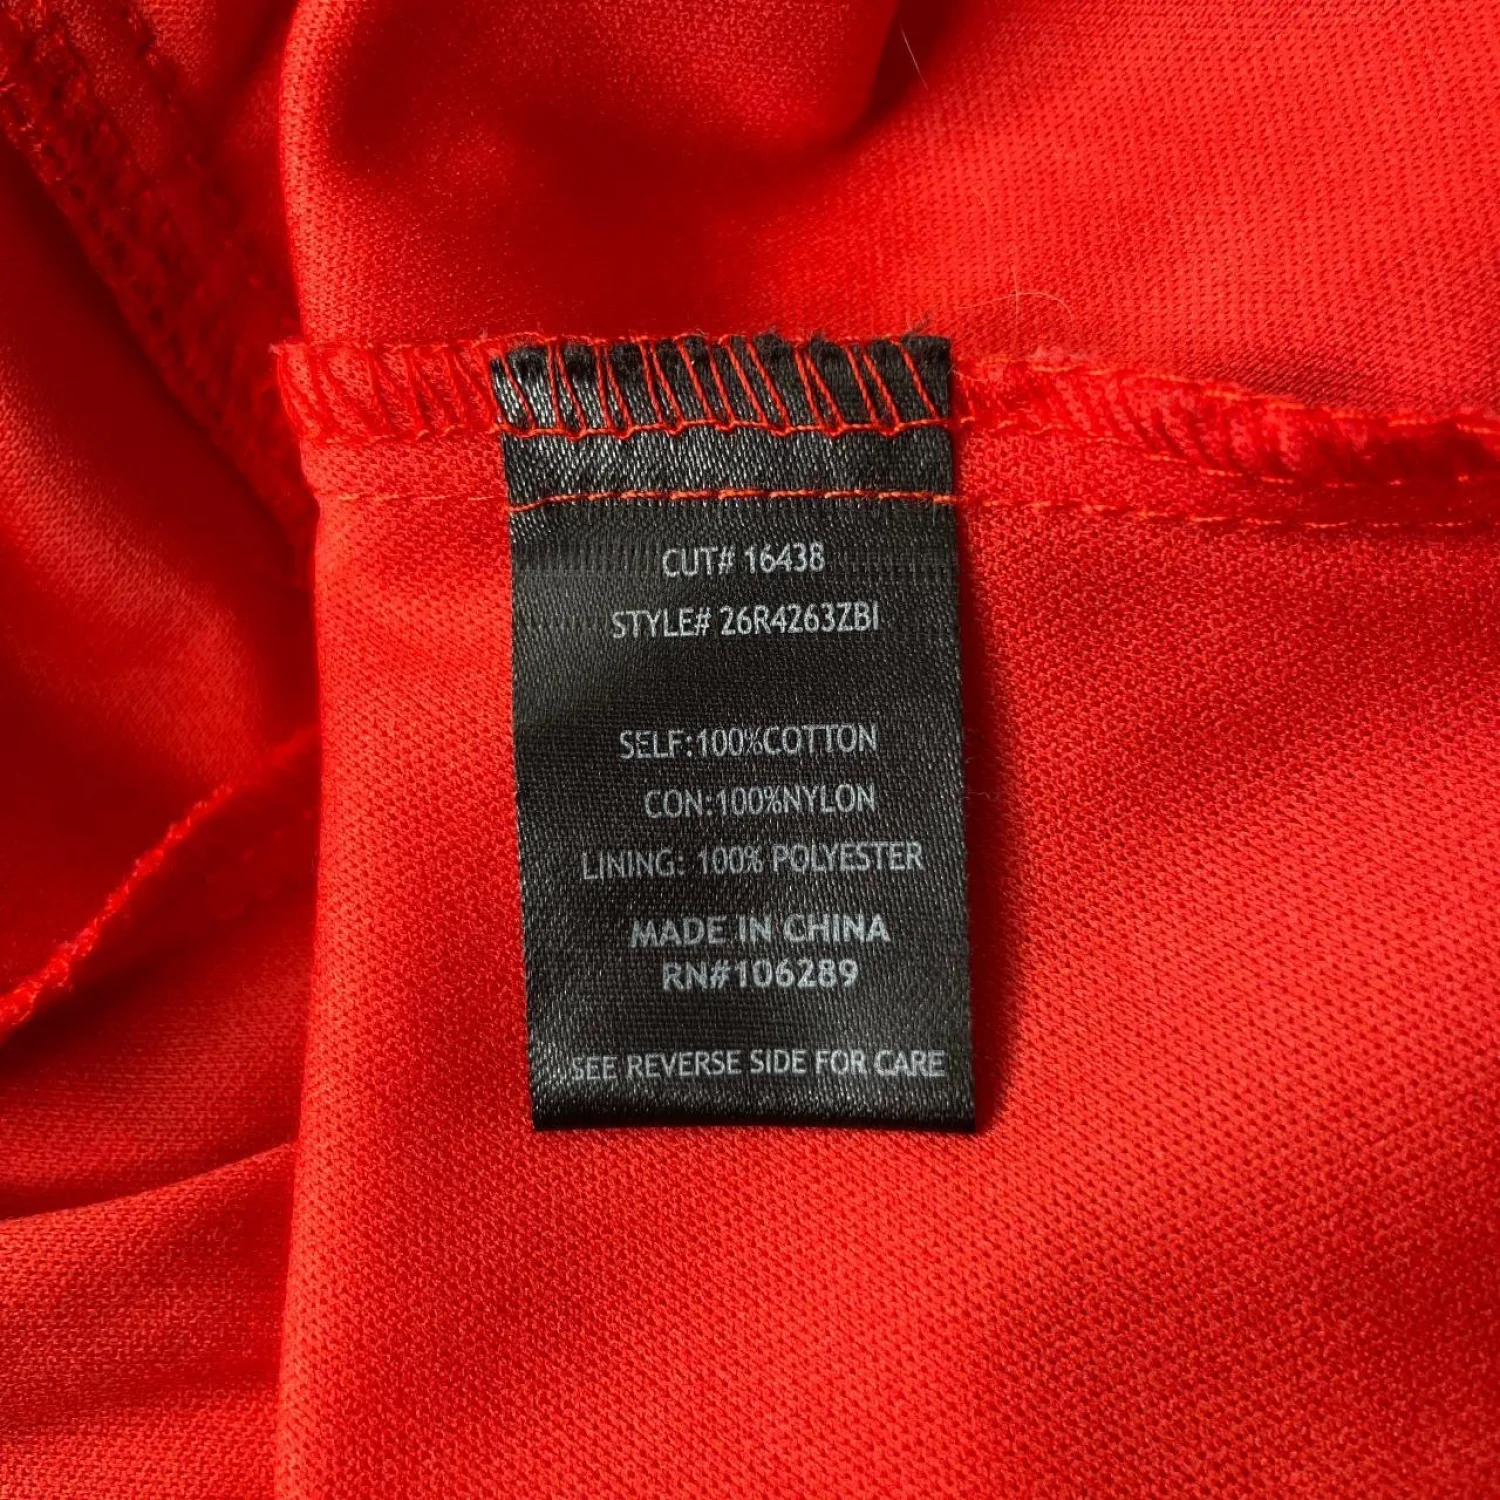 CUT# 16438
STYLE# 26R4263ZBI
SELF:100%COTTON
CON:100%NYLON
LINING: 100% POLYESTER
MADE IN CHINA
RN#106289
SEE REVERSE SIDE FOR CARE